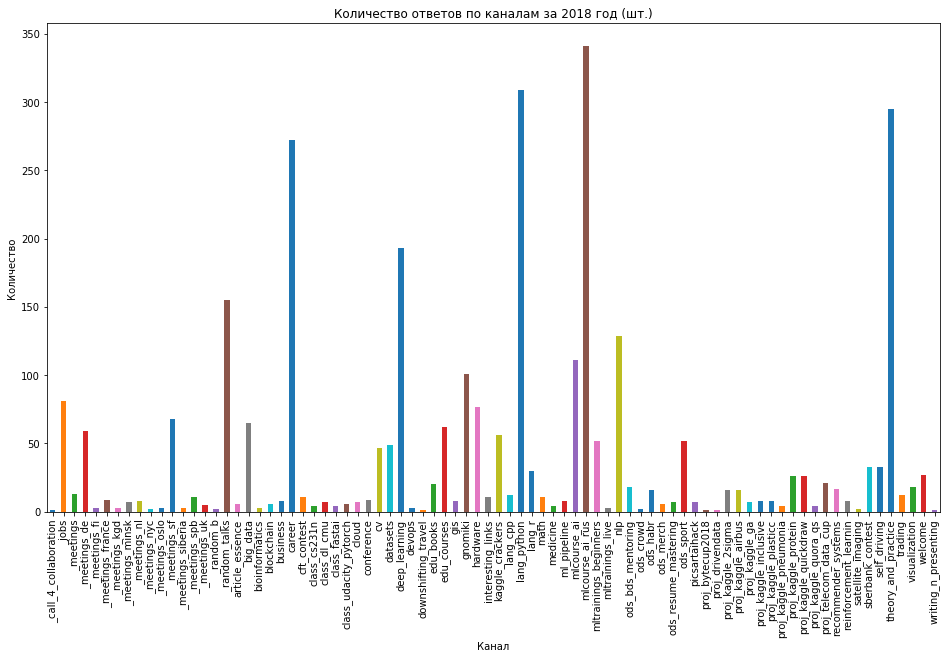 Количество ответов по каналам за 2018 год (шт.)
350
300
250
200
150
100
50
0
Количество
_call_4_collaboration
_jobs
_meetings
_meetings_de
_meetings_fi
_meetings_france
_meetings_kgd
_meetings_minsk
_meetings_nl
_meetings_nyc
_meetings_oslo
_meetings_sf
_meetings_siberia
_meetings_spb
_meetings_uk
_random_b
_random_talks
article_essence
big_data
bioinformatics
blockchain
business
career
cft_contest
class_cs231n
class_dl_cmu
class_fastai
class_udacity_pytorch
cloud
conference
cv
datasets
deep_learning
devops
downshifting_travel
edu_books
edu_courses
gis
gnomiki
hardware
interesting_links
kaggle_crackers
lang_cpp
lang_python
lang_r
math
medicine
ml_pipeline
mlcourse_ai
mlcourse_ai_news
mltrainings_beginners
mltrainings_live
nlp
ods_bds_mentoring
ods_crowd
ods_habr
ods_merch
ods_resume_mastering
ods_sport
picsartaihack
proj_bytecup2018
proj_drivendata
proj_kaggle_2sigma
proj_kaggle_airbus
proj_kaggle_ga
proj_kaggle_inclusive
proj_kaggle_plasticc
proj_kaggle_pneumonia
proj_kaggle_protein
proj_kaggle_quickdraw
proj_kaggle_quora_qs
proj_telecom_data_cup
recommender_systems
reinforcement_learnin
satellite_imaging
sberbank_contest
self_driving
theory_and_practice
trading
visualization
welcome
writing_n_presenting
Канал